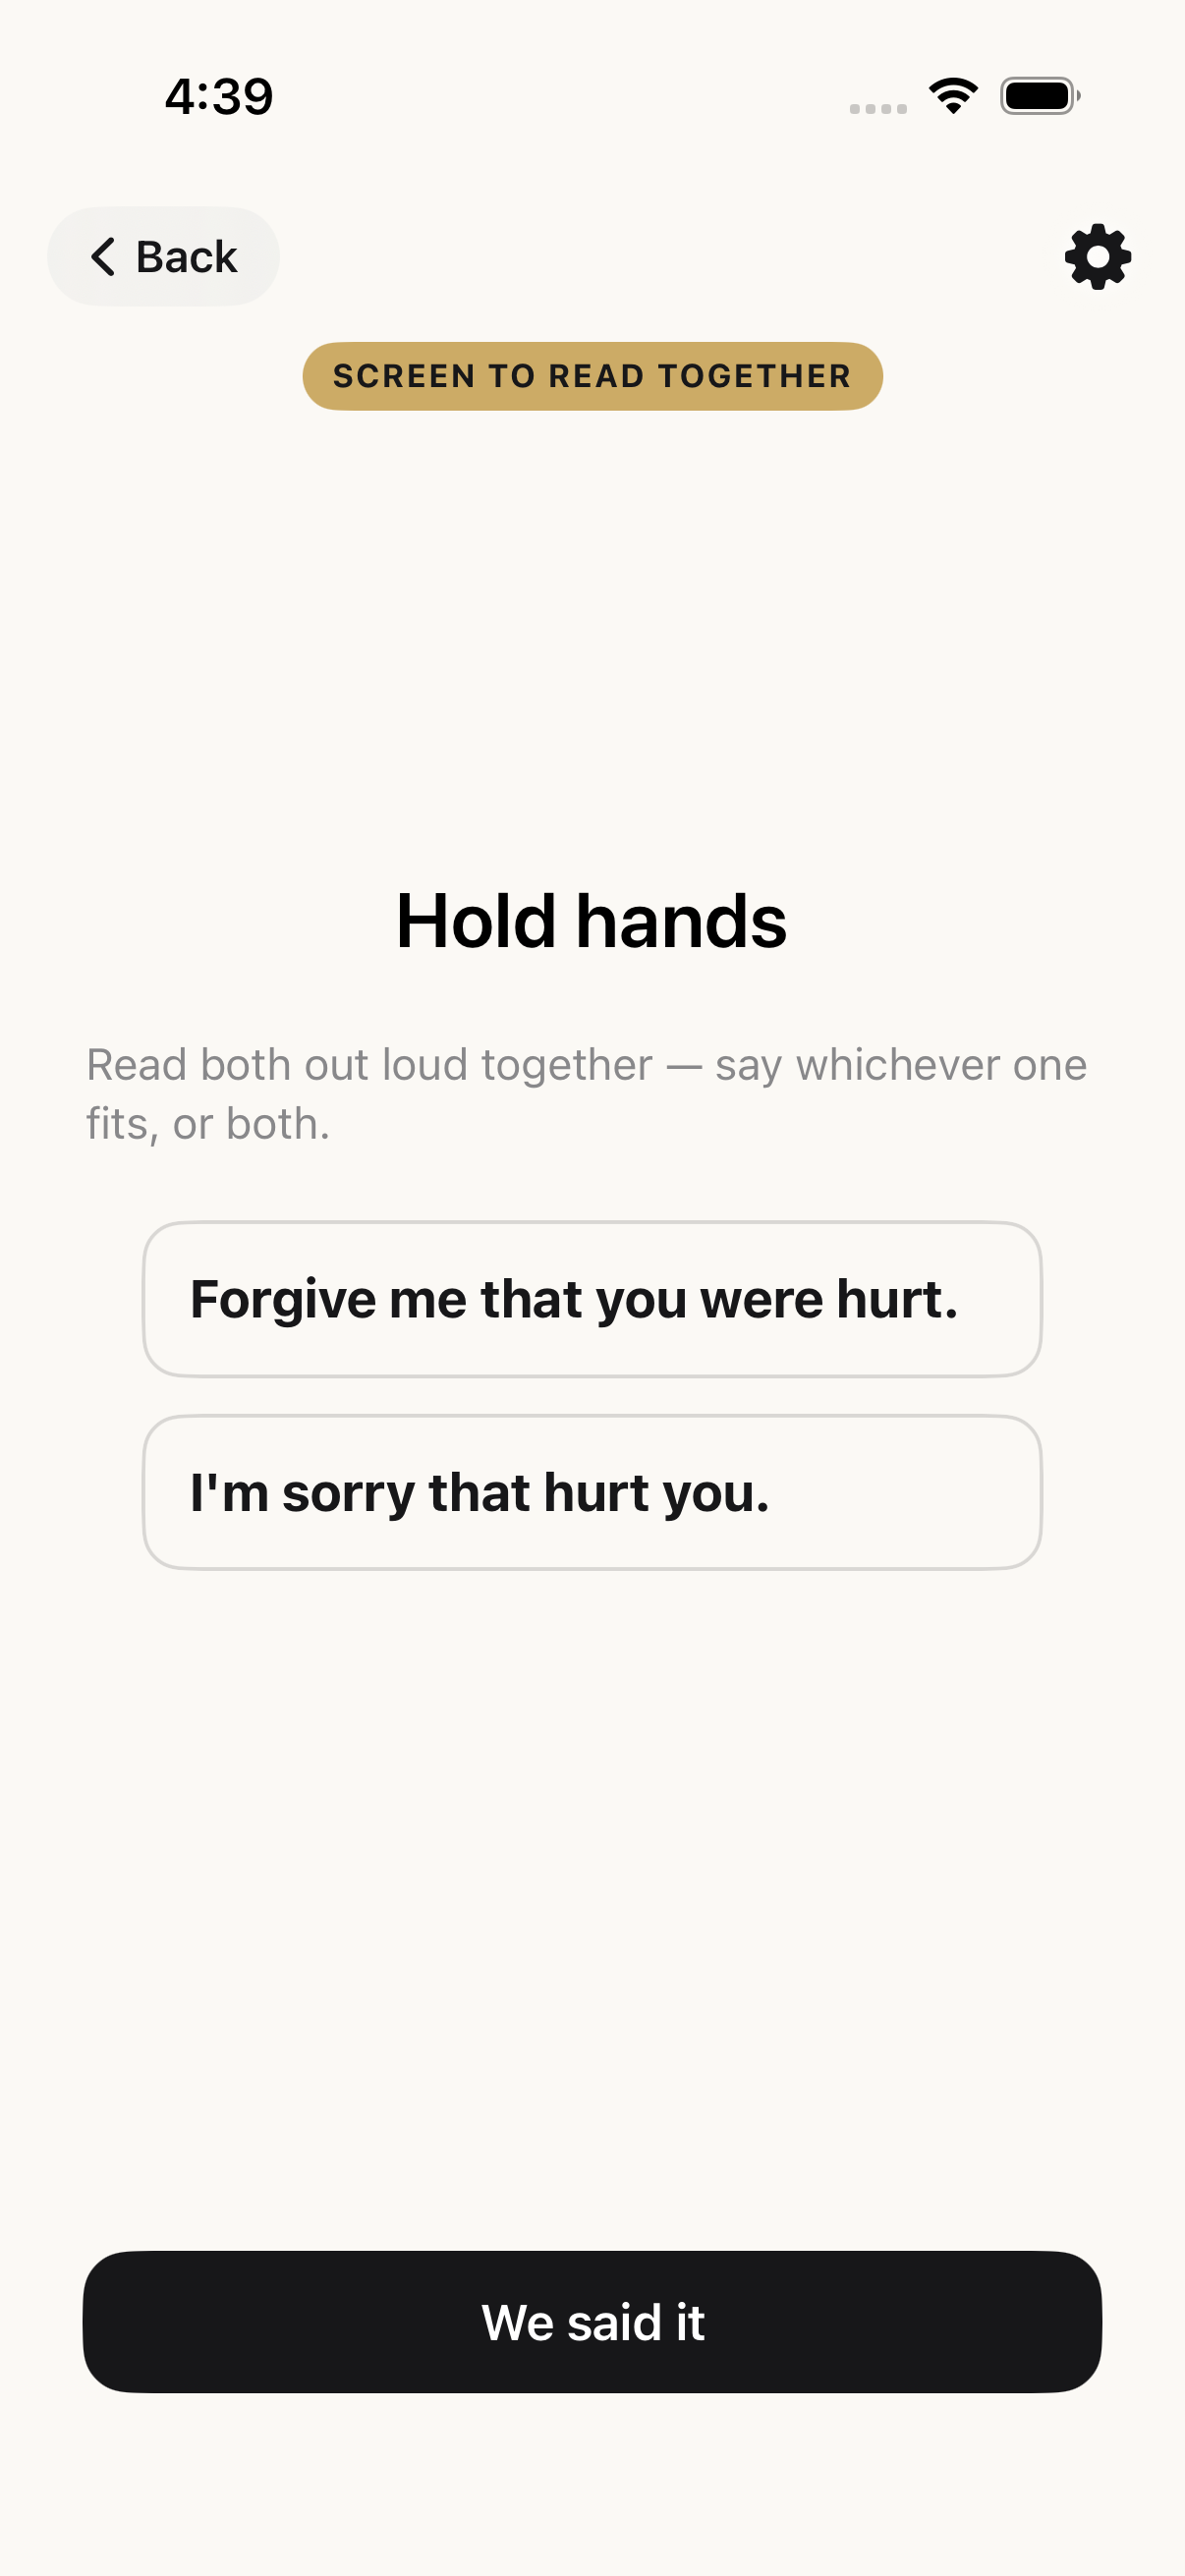 4:39
Back
SCREEN TO READ TOGETHER
Hold hands
Read both out loud together — say whichever one
fits, or both.
Forgive me that you were hurt.
I'm sorry that hurt you.
We said it